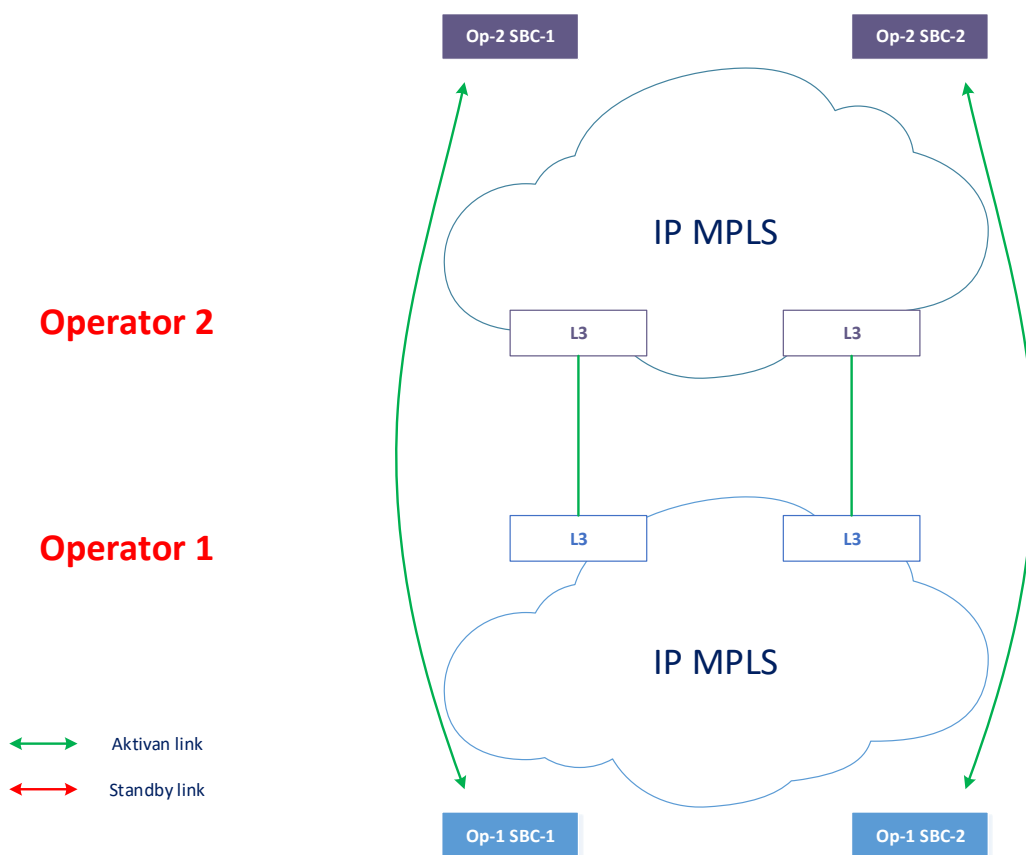 Op-2 SBC-1
Op-2 SBC-2
IP MPLS
Operator 2
L3
L3
Operator 1
L3
L3
IP MPLS
Aktivan link
Standby link
Op-1 SBC-1
Op-1 SBC-2